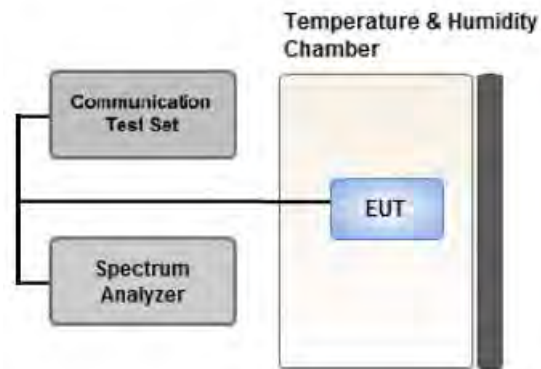 Temperature & Humidity
Chamber
Communication
Test Set
EUT
Spectrum
Analyzer